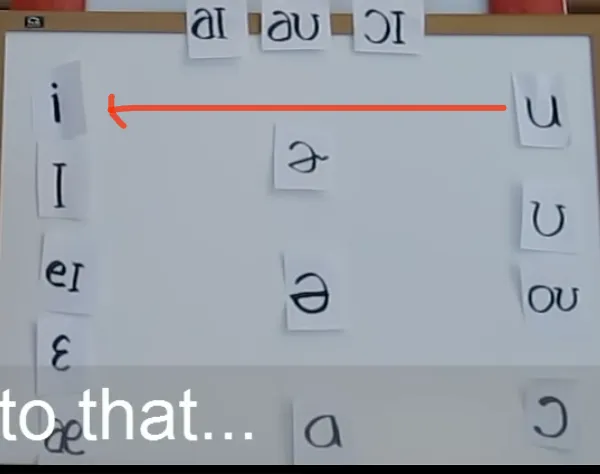 aɪ aʊ ɔɪ
i u
ɚ
ɪ ʊ
eɪ ə oʊ
ɛ
æ ɑ ɔ
to that...